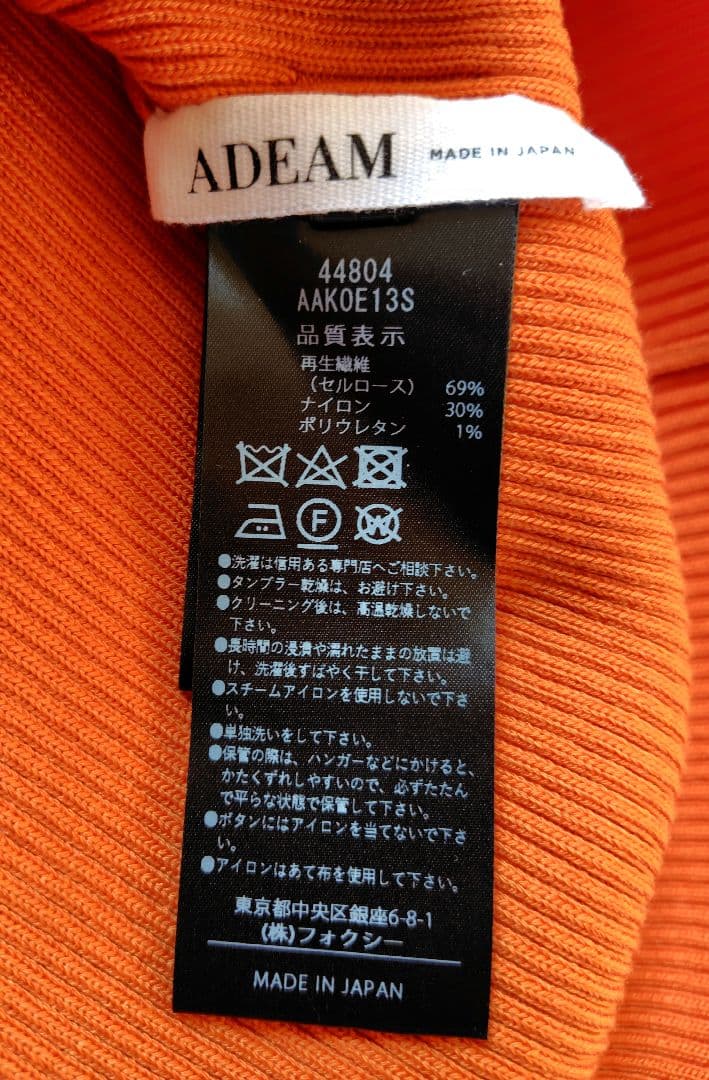 ADEAM MADE IN JAPAN
44804
AAKOE13S
品質表示
再生繊維
（セルロース） 69%
ナイロン 30%
ポリウレタン 1%
F
W
●洗濯は信用ある専門店へご相談下さい。
●タンブラー乾燥は、お避け下さい。
●クリーニング後は、高温乾燥しないで
下さい。
●長時間の浸漬や濡れたままの放置は避
け、洗濯後すばやく干して下さい。
●スチームアイロンを使用しないで下さ
い。
●単独洗いをして下さい。
●保管の際は、ハンガーなどにかけると、
かたくずれしやすいので、必ずたたん
で平らな状態で保管して下さい。
●ボタンにはアイロンを当てないで下さ
い。
●アイロンはあて布を使用して下さい。
東京都中央区銀座6-8-1
(株)フォクシー
MADE IN JAPAN